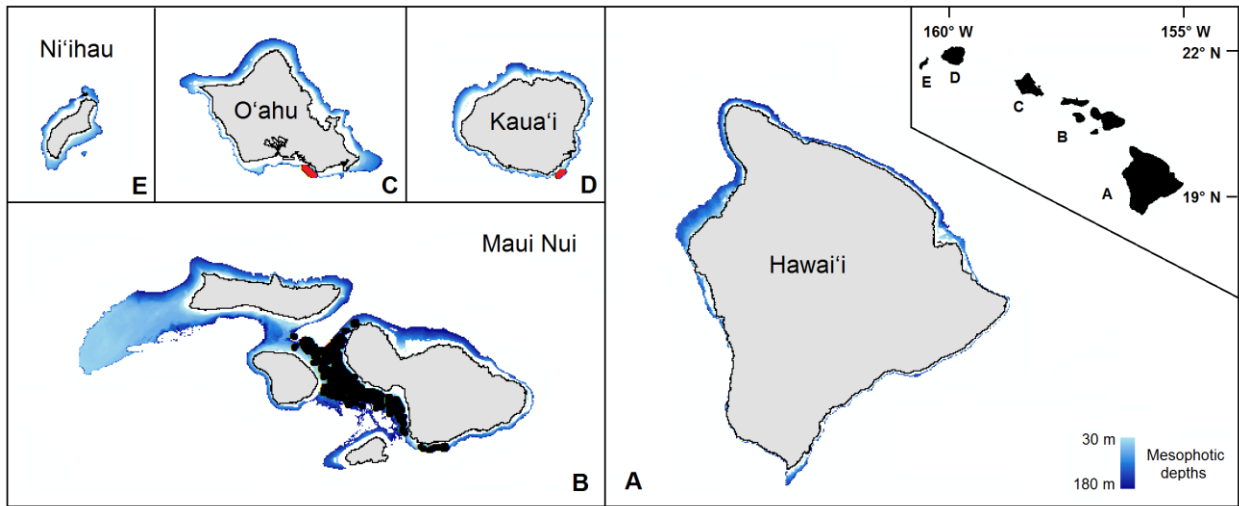 Ni‘ihau
E
O‘ahu
C
Kaua‘i
D
160° W
155° W
22° N
E
D
C
B
A
19° N
Maui Nui
B
Hawai‘i
A
30 m
180 m
Mesophotic
depths